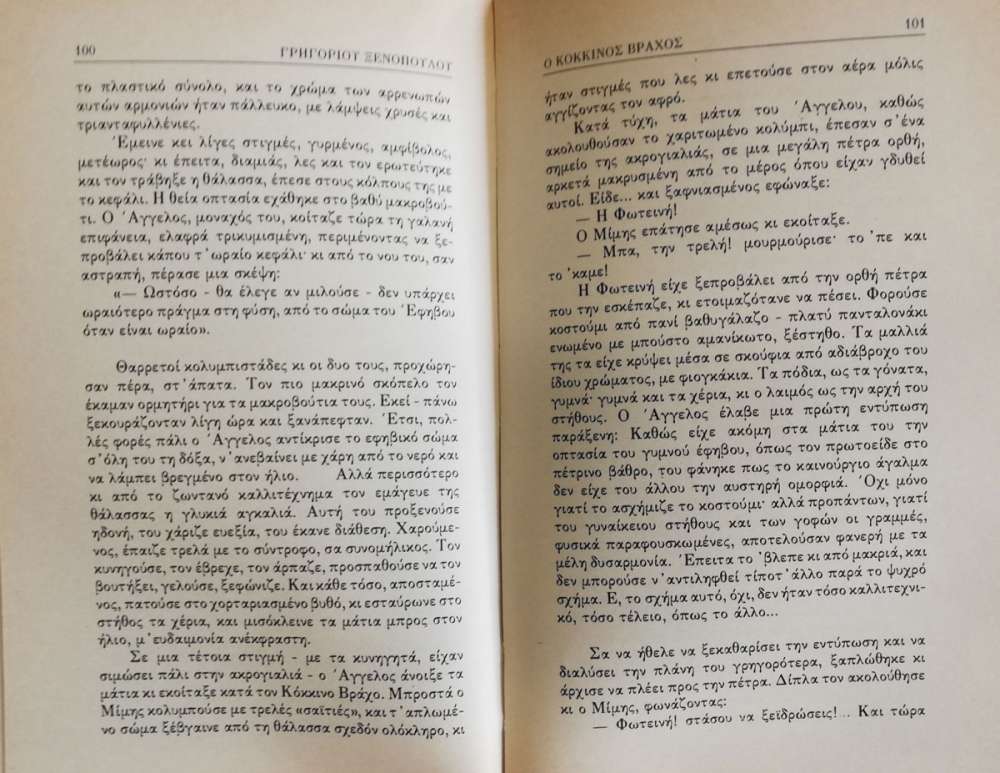 100
ΓΡΗΓΟΡΙΟΥ ΞΕΝΟΠΟΥΛΟΥ
το πλαστικό σύνολο, και το χρώμα των αρρενωπών
αυτών αρμονιών ήταν πάλλευκο, με λάμψεις χρυσές και
τριανταφυλλένιες.
Έμεινε κει λίγες στιγμές, γυρμένος, αμφίβολος,
μετέωρος· κι έπειτα, διαμιάς, λες και τον ερωτεύτηκε
και τον τράβηξε η θάλασσα, έπεσε στους κόλπους της με
το κεφάλι. Η θεία οπτασία εχάθηκε στο βαθύ μακροβού-
τι. Ο Άγγελος, μοναχός του, κοίταζε τώρα τη γαλανή
επιφάνεια, ελαφρά τρικυμισμένη, περιμένοντας να ξε-
προβάλει κάπου τ' ωραίο κεφάλι· κι από το νου του, σαν
αστραπή, πέρασε μια σκέψη:
«— Ωστόσο - θα έλεγε αν μιλούσε - δεν υπάρχει
ωραιότερο πράγμα στη φύση, από το σώμα του Έφηβου
όταν είναι ωραίο».
Θαρρετοί κολυμπιστάδες κι οι δυο τους, προχώρη-
σαν πέρα, στ' άπατα. Τον πιο μακρινό σκόπελο τον
έκαμαν ορμητήρι για τα μακροβούτια τους. Εκεί - πάνω
ξεκουράζονταν λίγη ώρα και ξανάπεφταν. Έτσι, πολ-
λές φορές πάλι ο Άγγελος αντίκρισε το εφηβικό σώμα
σ' όλη του τη δόξα, ν' ανεβαίνει με χάρη από το νερό και
να λάμπει βρεγμένο στον ήλιο. Αλλά περισσότερο
κι από το ζωντανό καλλιτέχνημα τον εμάγευε της
θάλασσας η γλυκιά αγκαλιά. Αυτή του προξενούσε
ηδονή, του χάριζε ευεξία, του έκανε διάθεση. Χαρούμε-
νος, έπαιζε τρελά με το σύντροφο, σα συνομήλικος. Τον
κυνηγούσε, τον έβρεχε, τον άρπαζε, προσπαθούσε να τον
βουτήξει, γελούσε, ξεφώνιζε. Και κάθε τόσο, αποσταμέ-
νος, πατούσε στο χορταριασμένο βυθό, κι εσταύρωνε στο
στήθος τα χέρια, και μισόκλεινε τα μάτια μπρος στον
ήλιο, μ' ευδαιμονία ανέκφραστη.
Σε μια τέτοια στιγμή - με τα κυνηγητά, είχαν
σιμώσει πάλι στην ακρογιαλιά - ο Άγγελος άνοιξε τα
μάτια κι εκοίταξε κατά τον Κόκκινο Βράχο. Μπροστά ο
Μίμης κολυμπούσε με τρελές «σαϊτιές», και τ' απλωμέ-
νο σώμα ξέβγαινε από τη θάλασσα σχεδόν ολόκληρο, κι
101
Ο ΚΟΚΚΙΝΟΣ ΒΡΑΧΟΣ
ήταν στιγμές που λες κι επετούσε στον αέρα μόλις
αγγίζοντας τον αφρό.
Κατά τύχη, τα μάτια του Άγγελου, καθώς
ακολουθούσαν το χαριτωμένο κολύμπι, έπεσαν σ' ένα
σημείο της ακρογιαλιάς, σε μια μεγάλη πέτρα ορθή,
αρκετά μακρυσμένη από το μέρος όπου είχαν γδυθεί
αυτοί. Είδε... και ξαφνιασμένος εφώναξε:
— Η Φωτεινή!
Ο Μίμης επάτησε αμέσως κι εκοίταξε.
— Μπα, την τρελή! μουρμούρισε· το 'πε και
το 'καμε!
Η Φωτεινή είχε ξεπροβάλει από την ορθή πέτρα
που την εσκέπαζε, κι ετοιμαζότανε να πέσει. Φορούσε
κοστούμι από πανί βαθυγάλαζο - πλατύ πανταλονάκι
ενωμένο με μπούστο αμανίκωτο, ξέστηθο. Τα μαλλιά
της τα είχε κρύψει μέσα σε σκούφια από αδιάβροχο του
ίδιου χρώματος, με φιογκάκια. Τα πόδια, ως τα γόνατα,
γυμνά· γυμνά και τα χέρια, κι ο λαιμός ως την αρχή του
στήθους. Ο Άγγελος έλαβε μια πρώτη εντύπωση
παράξενη: Καθώς είχε ακόμη στα μάτια του την
οπτασία του γυμνού έφηβου, όπως τον πρωτοείδε στο
πέτρινο βάθρο, του φάνηκε πως το καινούργιο άγαλμα
δεν είχε του άλλου την αυστηρή ομορφιά. Όχι μόνο
γιατί το ασχήμιζε το κοστούμι· αλλά προπάντων, γιατί
του γυναίκειου στήθους και των γοφών οι γραμμές,
φυσικά παραφουσκωμένες, αποτελούσαν φανερή με τα
μέλη δυσαρμονία. Έπειτα το 'βλεπε κι από μακριά, και
δεν μπορούσε ν' αντιληφθεί τίποτ' άλλο παρά το ψυχρό
σχήμα. Ε, το σχήμα αυτό, όχι, δεν ήταν τόσο καλλιτεχνι-
κό, τόσο τέλειο, όπως το άλλο...
Σα να ήθελε να ξεκαθαρίσει την εντύπωση και να
διαλύσει την πλάνη του γρηγορότερα, ξαπλώθηκε κι
άρχισε να πλέει προς την πέτρα. Δίπλα τον ακολούθησε
κι ο Μίμης, φωνάζοντας:
— Φωτεινή! στάσου να ξεϊδρώσεις!.. Και τώρα